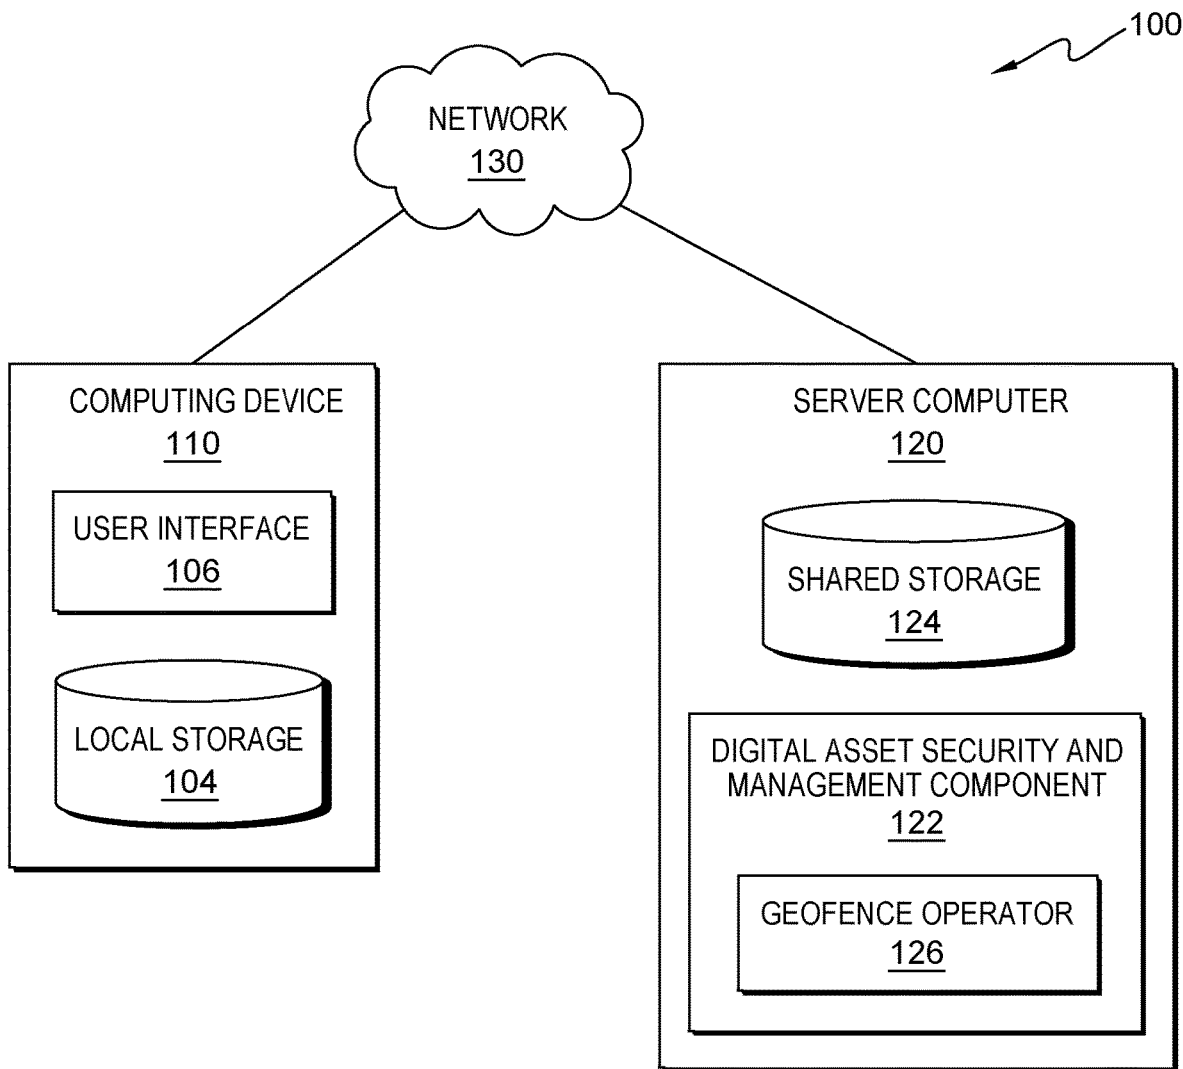 100
NETWORK
130
COMPUTING DEVICE
110
USER INTERFACE
106
LOCAL STORAGE
104
SERVER COMPUTER
120
SHARED STORAGE
124
DIGITAL ASSET SECURITY AND
MANAGEMENT COMPONENT
122
GEOFENCE OPERATOR
126